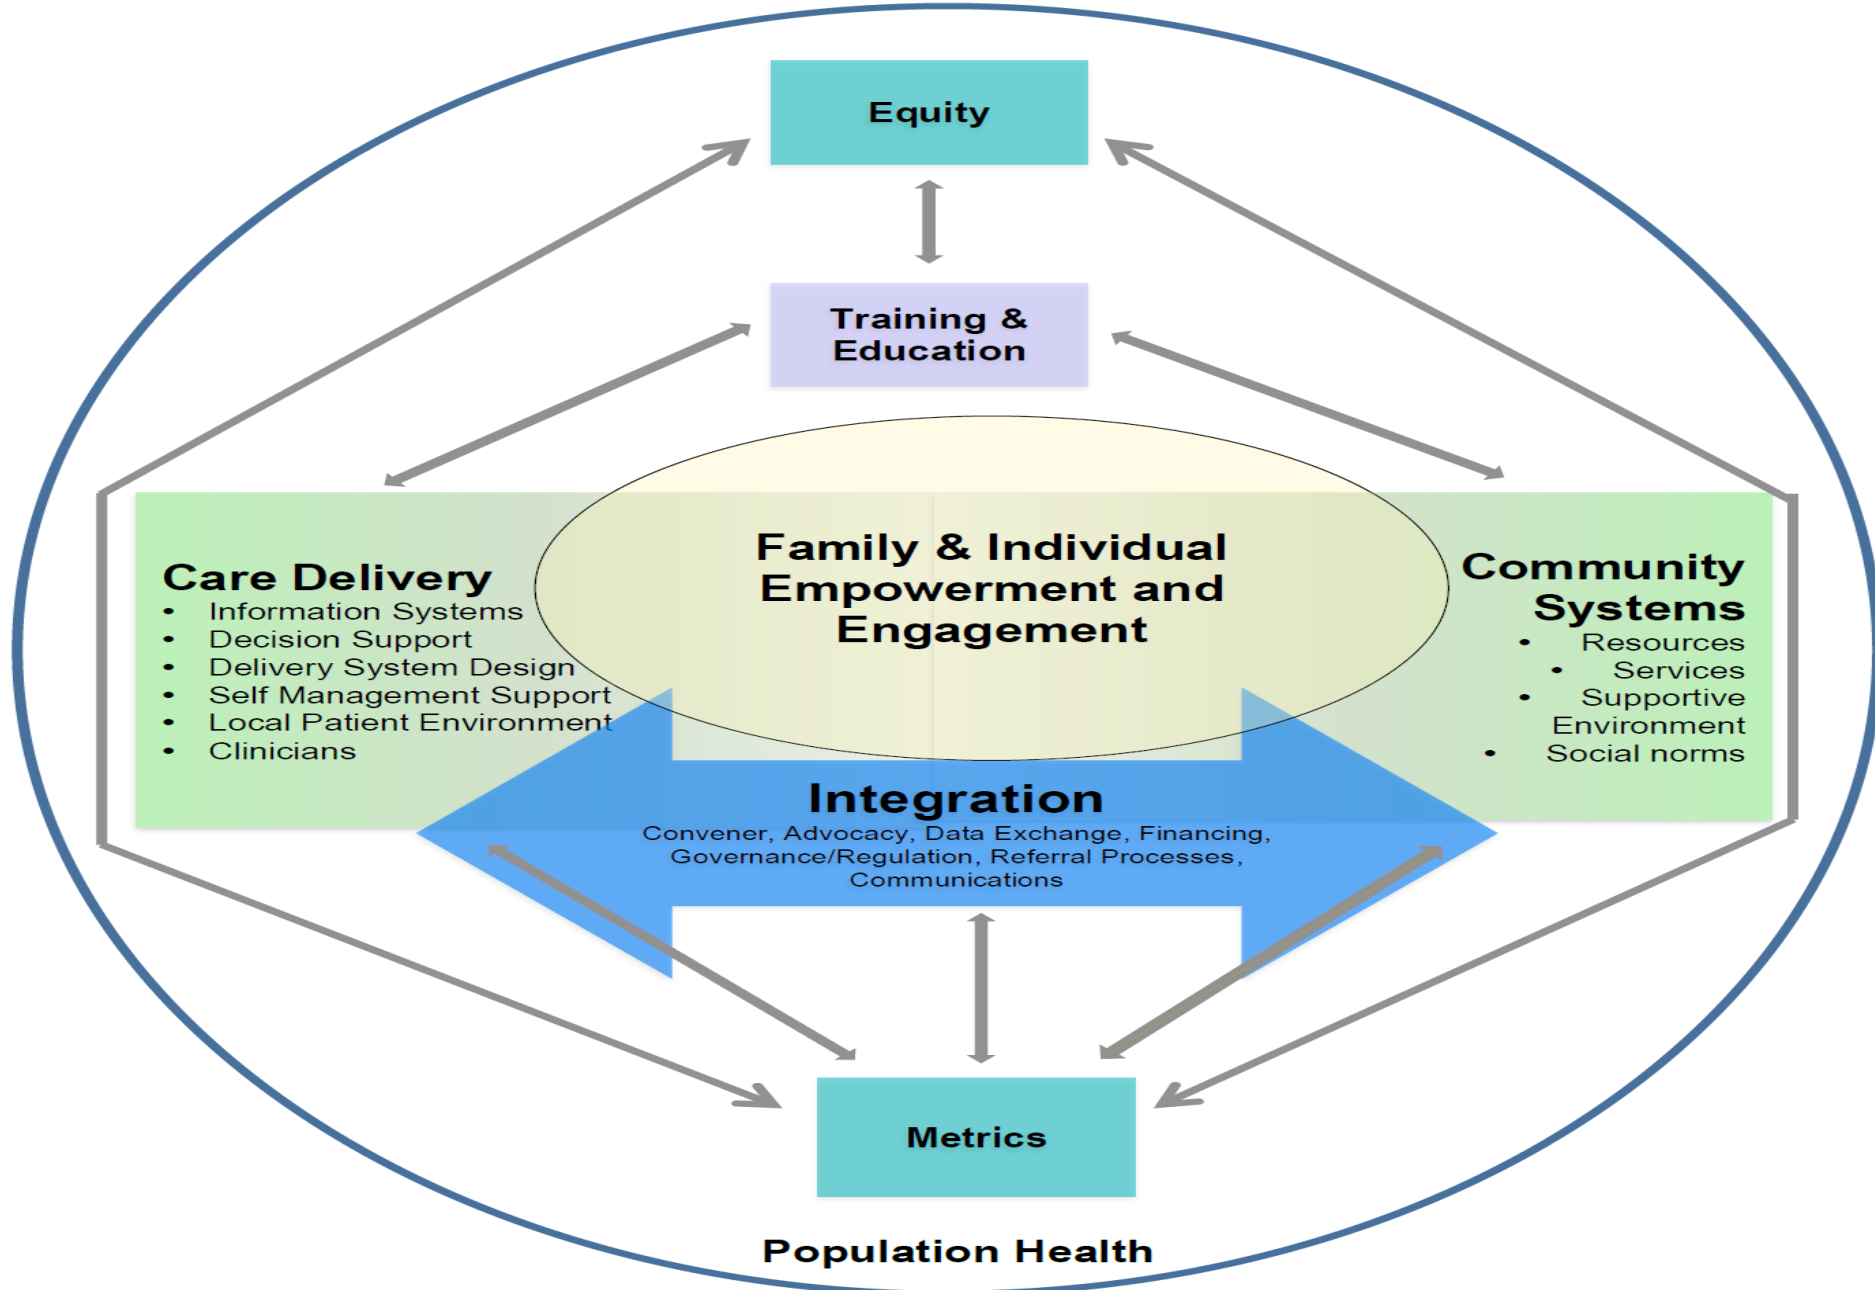 Equity
Training &
Education
Family & Individual
Empowerment and
Engagement
Care Delivery
• Information Systems
• Decision Support
• Delivery System Design
• Self Management Support
• Local Patient Environment
• Clinicians
Community
Systems
• Resources
• Services
• Supportive
Environment
• Social norms
Integration
Convener, Advocacy, Data Exchange, Financing,
Governance/Regulation, Referral Processes,
Communications
Metrics
Population Health